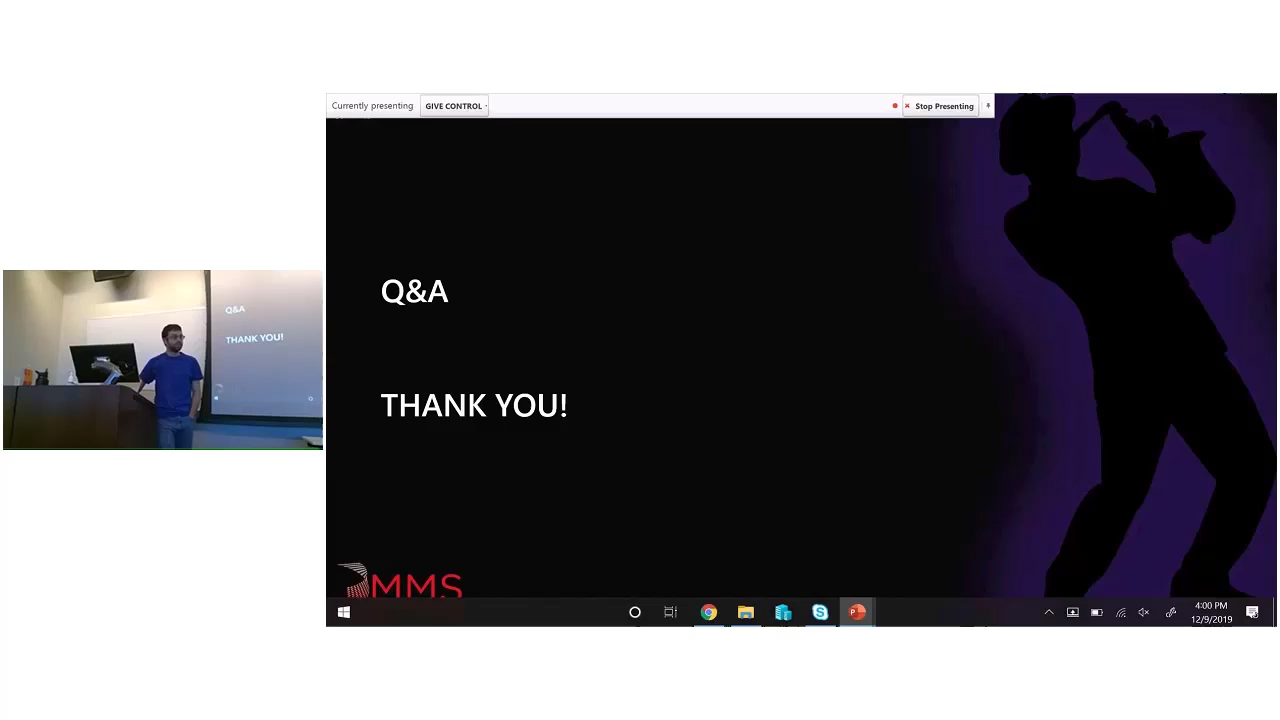 Currently presenting GIVE CONTROL Stop Presenting
Q&A
THANK YOU!
Q&A
THANK YOU!
MMS
4:00 PM
12/9/2019